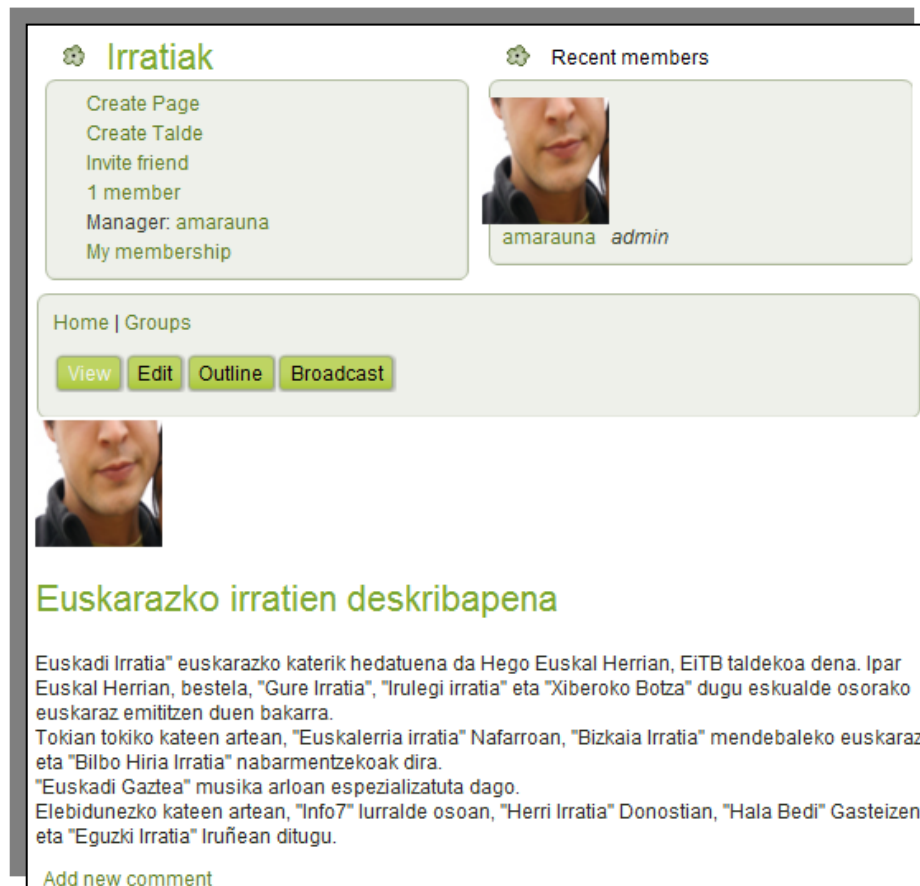 Irratiak
Create Page
Create Talde
Invite friend
1 member
Manager: amarauna
My membership
Recent members
amarauna admin
Home | Groups
View Edit Outline Broadcast
Euskarazko irratien deskribapena
Euskadi Irratia" euskarazko katerik hedatuena da Hego Euskal Herrian, EiTB taldekoa dena. Ipar
Euskal Herrian, bestela, "Gure Irratia", "Irulegi irratia" eta "Xiberoko Botza" dugu eskualde osorako
euskaraz emititzen duen bakarra.
Tokian tokiko kateen artean, "Euskalerria irratia" Nafarroan, "Bizkaia Irratia" mendebaleko euskaraz
eta "Bilbo Hiria Irratia" nabarmentzekoak dira.
"Euskadi Gaztea" musika arloan espezializatuta dago.
Elebidunezko kateen artean, "Info7" lurralde osoan, "Herri Irratia" Donostian, "Hala Bedi" Gasteizen
eta "Eguzki Irratia" Iruñean ditugu.
Add new comment